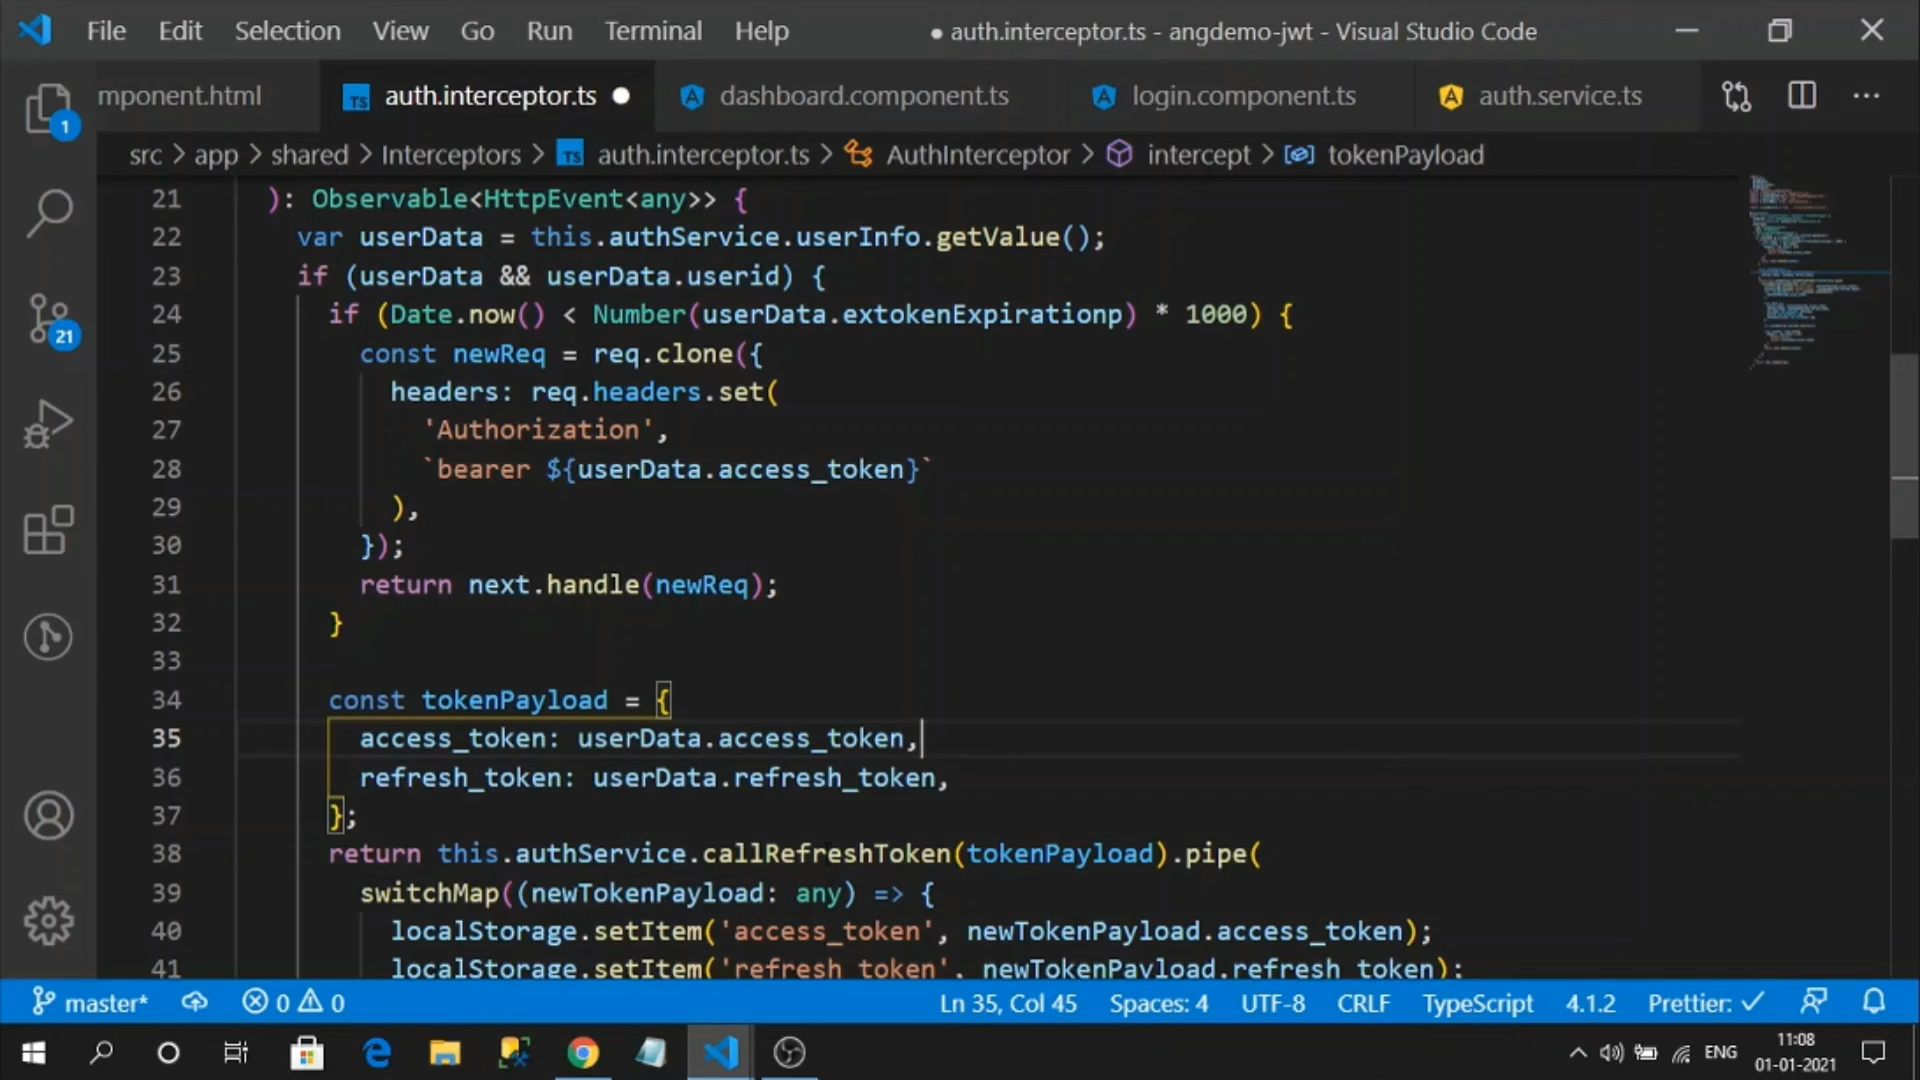 File Edit Selection View Go Run Terminal Help ● auth.interceptor.ts - angdemo-jwt - Visual Studio Code
mponent.html TS auth.interceptor.ts ● dashboard.component.ts login.component.ts auth.service.ts
src > app > shared > Interceptors > TS auth.interceptor.ts > AuthInterceptor > intercept > tokenPayload
1
21
21 ): Observable<HttpEvent<any>> {
22 var userData = this.authService.userInfo.getValue();
23 if (userData && userData.userid) {
24 if (Date.now() < Number(userData.extokenExpirationp) * 1000) {
25 const newReq = req.clone({
26 headers: req.headers.set(
27 'Authorization',
28 `bearer ${userData.access_token}`
29 ),
30 });
31 return next.handle(newReq);
32 }
33
34 const tokenPayload = {
35 access_token: userData.access_token,
36 refresh_token: userData.refresh_token,
37 };
38 return this.authService.callRefreshToken(tokenPayload).pipe(
39 switchMap((newTokenPayload: any) => {
40 localStorage.setItem('access_token', newTokenPayload.access_token);
41 localStorage.setItem('refresh_token', newTokenPayload.refresh_token);
master* 0 0 Ln 35, Col 45 Spaces: 4 UTF-8 CRLF TypeScript 4.1.2 Prettier: ✓
ENG 11:08
01-01-2021